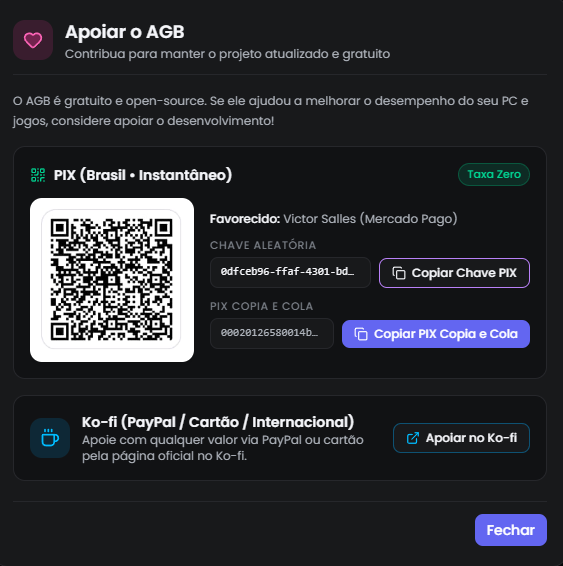 Apoiar o AGB
Contribua para manter o projeto atualizado e gratuito
O AGB é gratuito e open-source. Se ele ajudou a melhorar o desempenho do seu PC e
jogos, considere apoiar o desenvolvimento!
PIX (Brasil • Instantâneo)
Taxa Zero
Favorecido: Victor Salles (Mercado Pago)
CHAVE ALEATÓRIA
0dfceb96-ffaf-4301-bd…
Copiar Chave PIX
PIX COPIA E COLA
00020126580014b…
Copiar PIX Copia e Cola
Ko-fi (PayPal / Cartão / Internacional)
Apoie com qualquer valor via PayPal ou cartão
pela página oficial no Ko-fi.
Apoiar no Ko-fi
Fechar